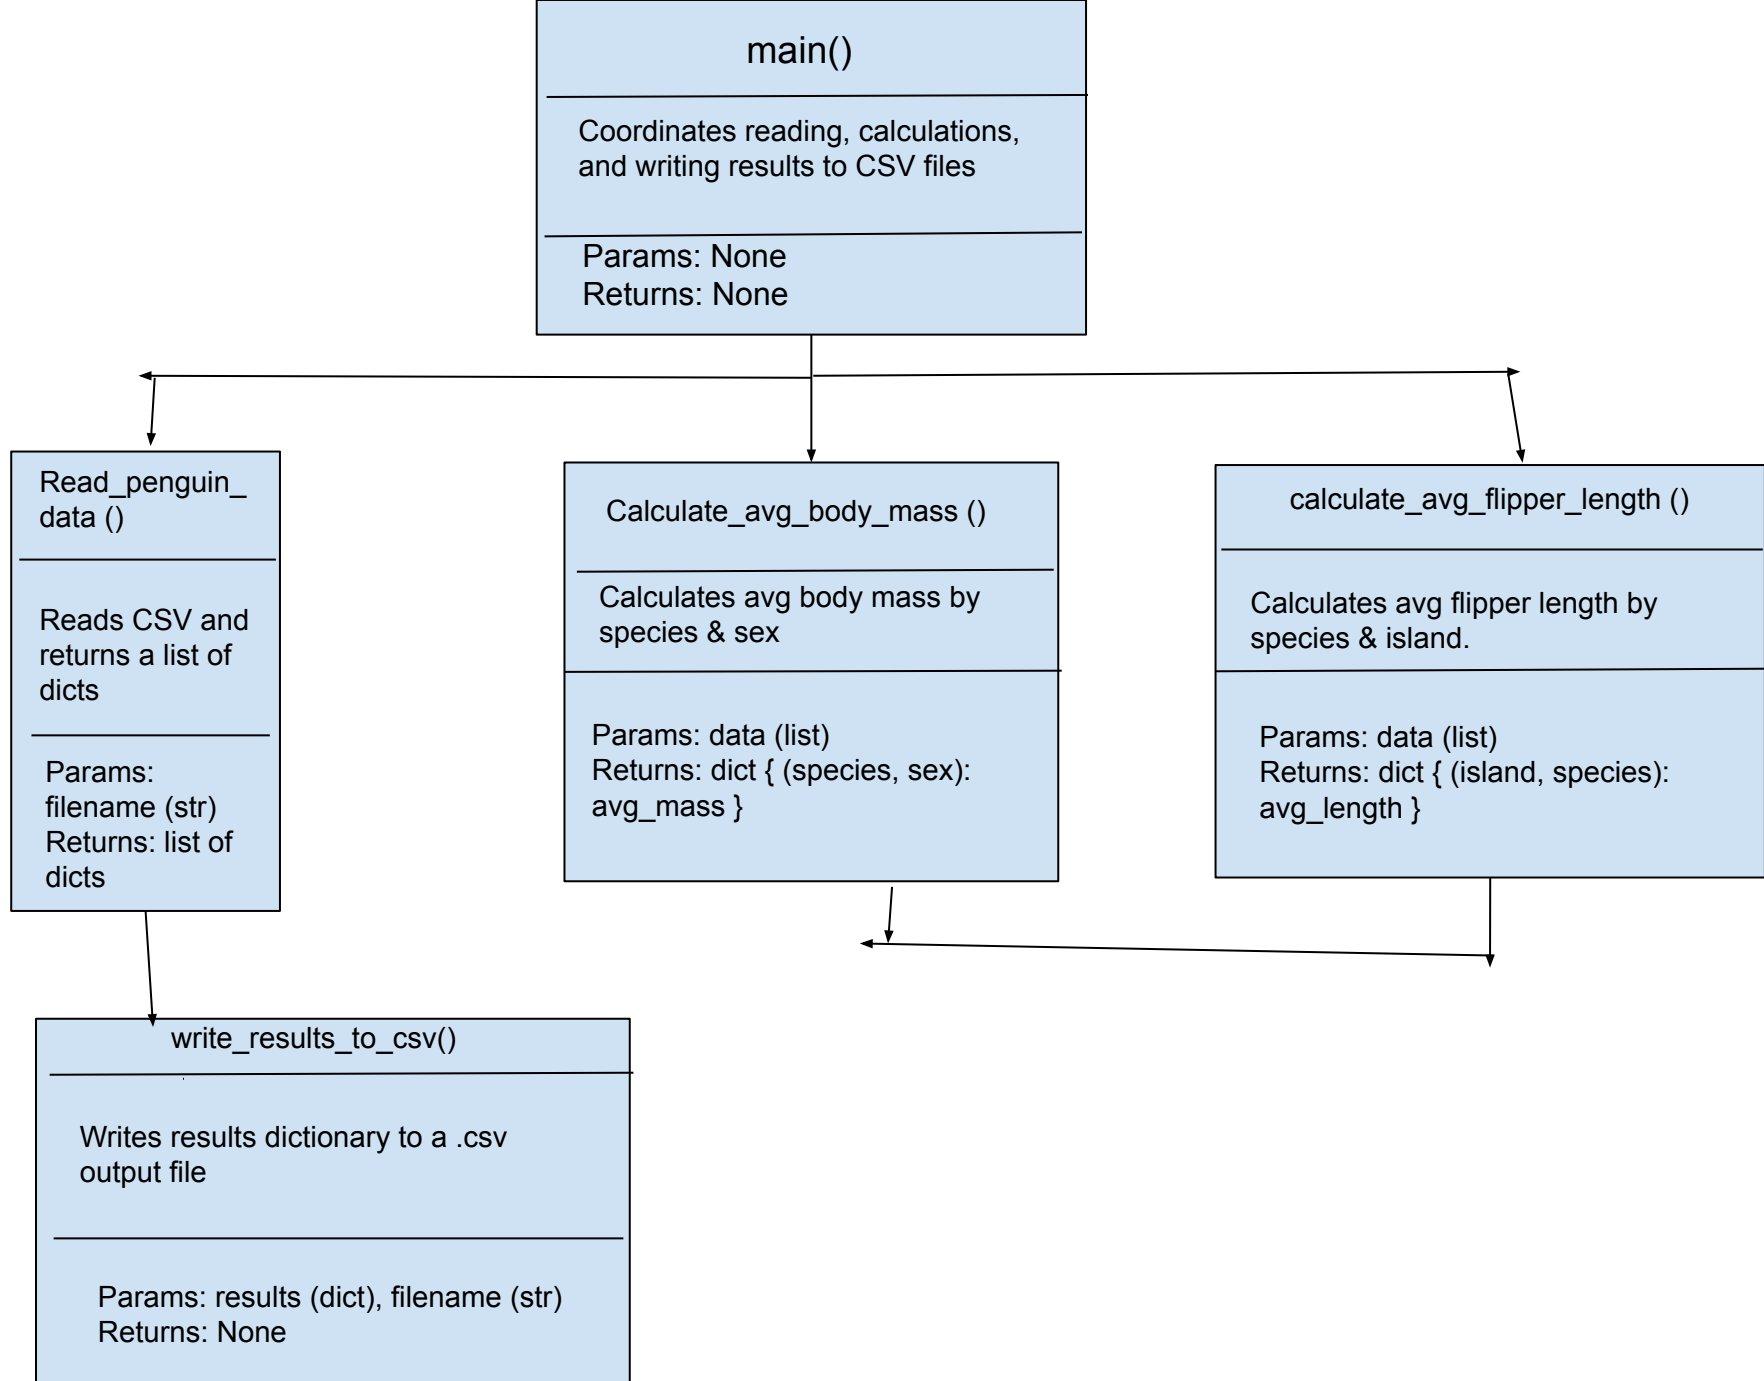 main()
Coordinates reading, calculations,
and writing results to CSV files
Params: None
Returns: None
Read_penguin_
data ()
Reads CSV and
returns a list of
dicts
Params:
filename (str)
Returns: list of
dicts
Calculate_avg_body_mass ()
Calculates avg body mass by
species & sex
Params: data (list)
Returns: dict { (species, sex):
avg_mass }
calculate_avg_flipper_length ()
Calculates avg flipper length by
species & island.
Params: data (list)
Returns: dict { (island, species):
avg_length }
write_results_to_csv()
Writes results dictionary to a .csv
output file
Params: results (dict), filename (str)
Returns: None